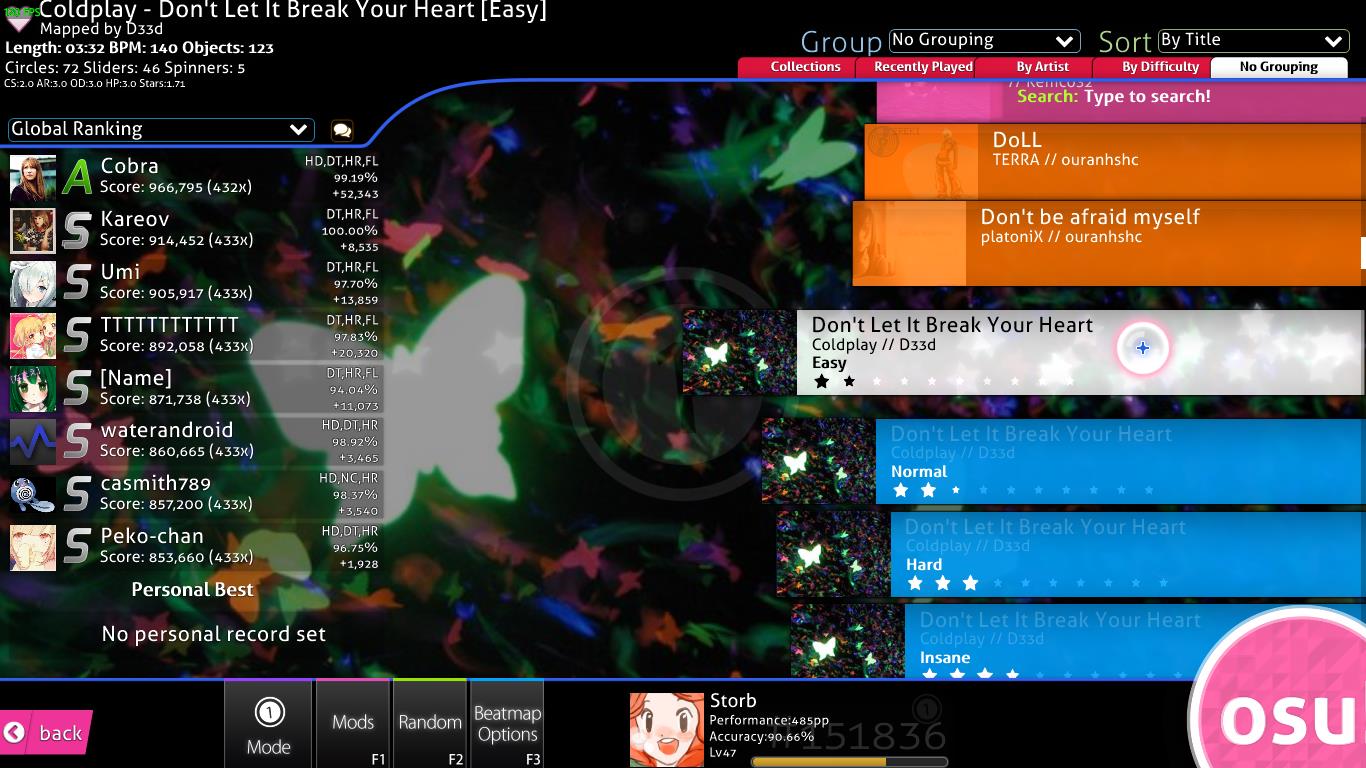 Coldplay - Don't Let It Break Your Heart [Easy]
Mapped by D33d
Length: 03:32 BPM: 140 Objects: 123
Circles: 72 Sliders: 46 Spinners: 5
CS:2.0 AR:3.0 OD:3.0 HP:3.0 Stars:1.71
Group No Grouping Sort By Title
Collections Recently Played By Artist By Difficulty No Grouping
Search: Type to search!
Global Ranking
Cobra HD,DT,HR,FL
A 99.19%
Score: 966,795 (432x) +52,343
Kareov DT,HR,FL
S 100.00%
Score: 914,452 (433x) +8,535
Umi DT,HR,FL
S 97.70%
Score: 905,917 (433x) +13,859
TTTTTTTTTTTT DT,HR,FL
S 97.83%
Score: 892,058 (433x) +20,320
[Name] DT,HR,FL
S 94.04%
Score: 871,738 (433x) +11,073
waterandroid HD,DT,HR
S 98.92%
Score: 860,665 (433x) +3,465
casmith789 HD,NC,HR
S 98.37%
Score: 857,200 (433x) +3,540
Peko-chan HD,DT,HR
S 96.75%
Score: 853,660 (433x) +1,928
Personal Best
No personal record set
// Remco32
DoLL
TERRA // ouranhshc
Don't be afraid myself
platoniX // ouranhshc
Don't Let It Break Your Heart
Coldplay // D33d
Easy
Don't Let It Break Your Heart
Coldplay // D33d
Normal
Don't Let It Break Your Heart
Coldplay // D33d
Hard
Don't Let It Break Your Heart
Coldplay // D33d
Insane
back
1
Mode
Mods
F1
Random
F2
Beatmap
Options
F3
Storb
Performance:485pp
Accuracy:90.66%
Lv47
#151836
1
osu